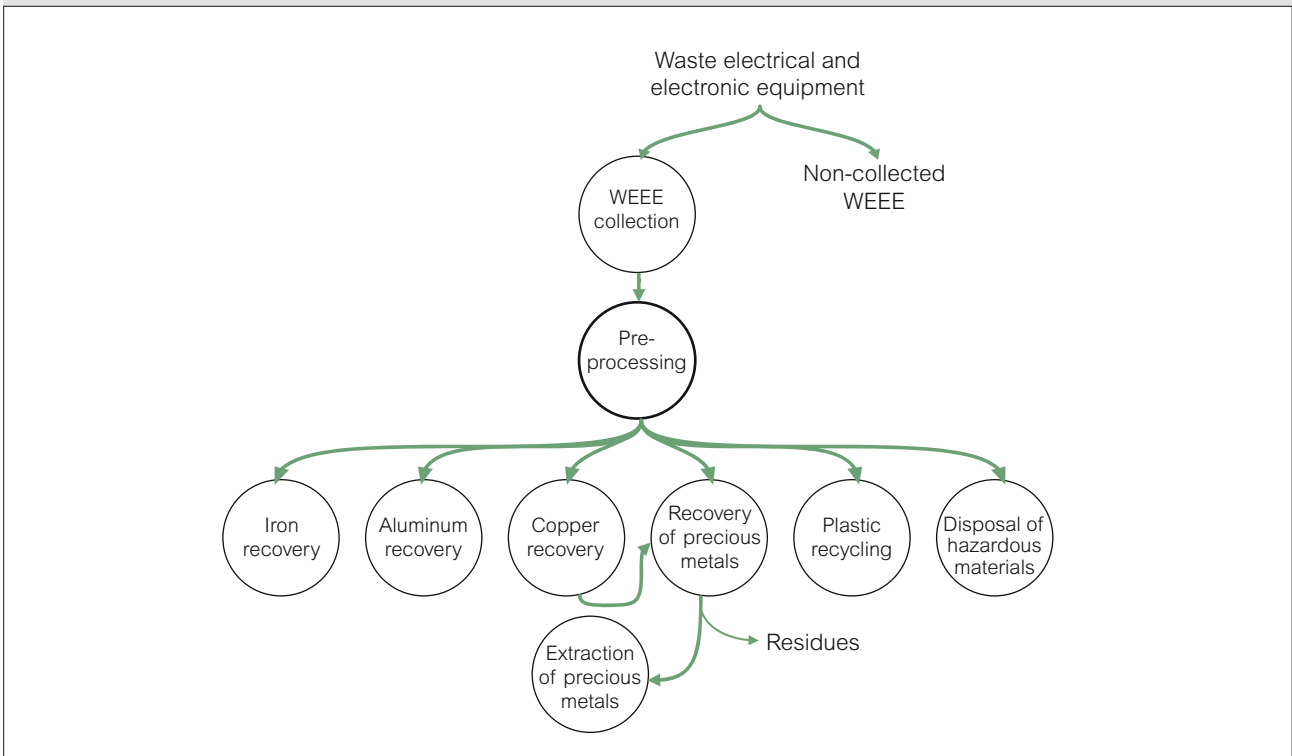 Waste electrical and
electronic equipment
Non-collected
WEEE
WEEE
collection
Pre-
processing
Iron
recovery
Aluminum
recovery
Copper
recovery
Recovery
of precious
metals
Plastic
recycling
Disposal of
hazardous
materials
Residues
Extraction
of precious
metals